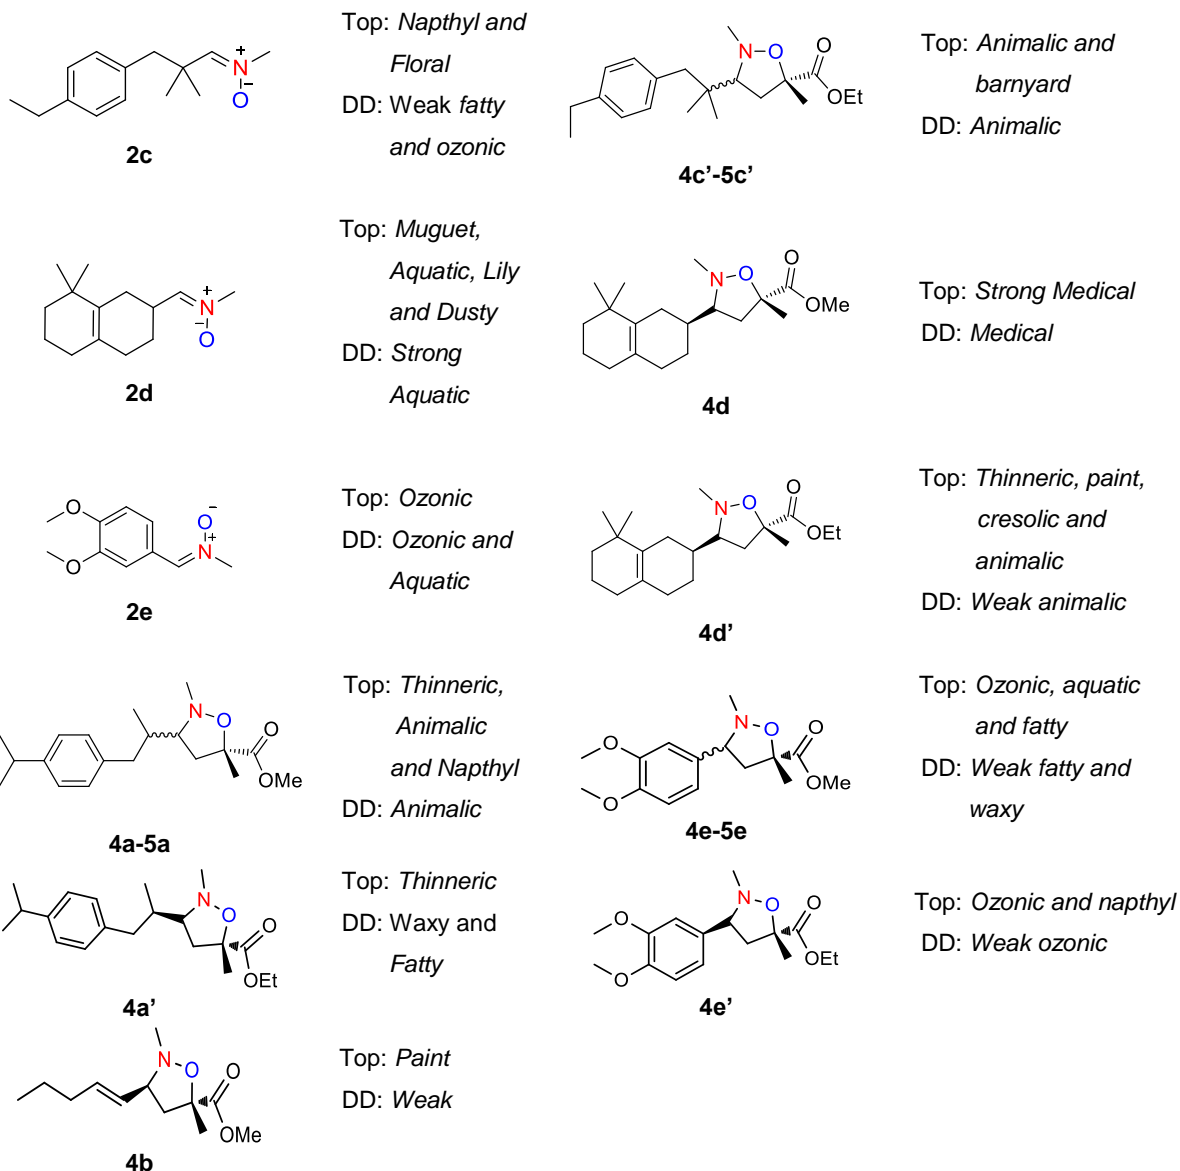 N
+
−
O
2c
Top: Napthyl and
Floral
DD: Weak fatty
and ozonic
N
O
O
OEt
4c’-5c’
Top: Animalic and
barnyard
DD: Animalic
+
N
−
O
2d
Top: Muguet,
Aquatic, Lily
and Dusty
DD: Strong
Aquatic
N
O
O
OMe
4d
Top: Strong Medical
DD: Medical
O
O
−
O
+
N
2e
Top: Ozonic
DD: Ozonic and
Aquatic
N
O
O
OEt
4d’
Top: Thinneric, paint,
cresolic and
animalic
DD: Weak animalic
N
O
O
OMe
4a-5a
Top: Thinneric,
Animalic
and Napthyl
DD: Animalic
O
O
N
O
O
OMe
4e-5e
Top: Ozonic, aquatic
and fatty
DD: Weak fatty and
waxy
N
O
O
OEt
4a’
Top: Thinneric
DD: Waxy and
Fatty
O
O
N
O
O
OEt
4e’
Top: Ozonic and napthyl
DD: Weak ozonic
N
O
O
OMe
4b
Top: Paint
DD: Weak